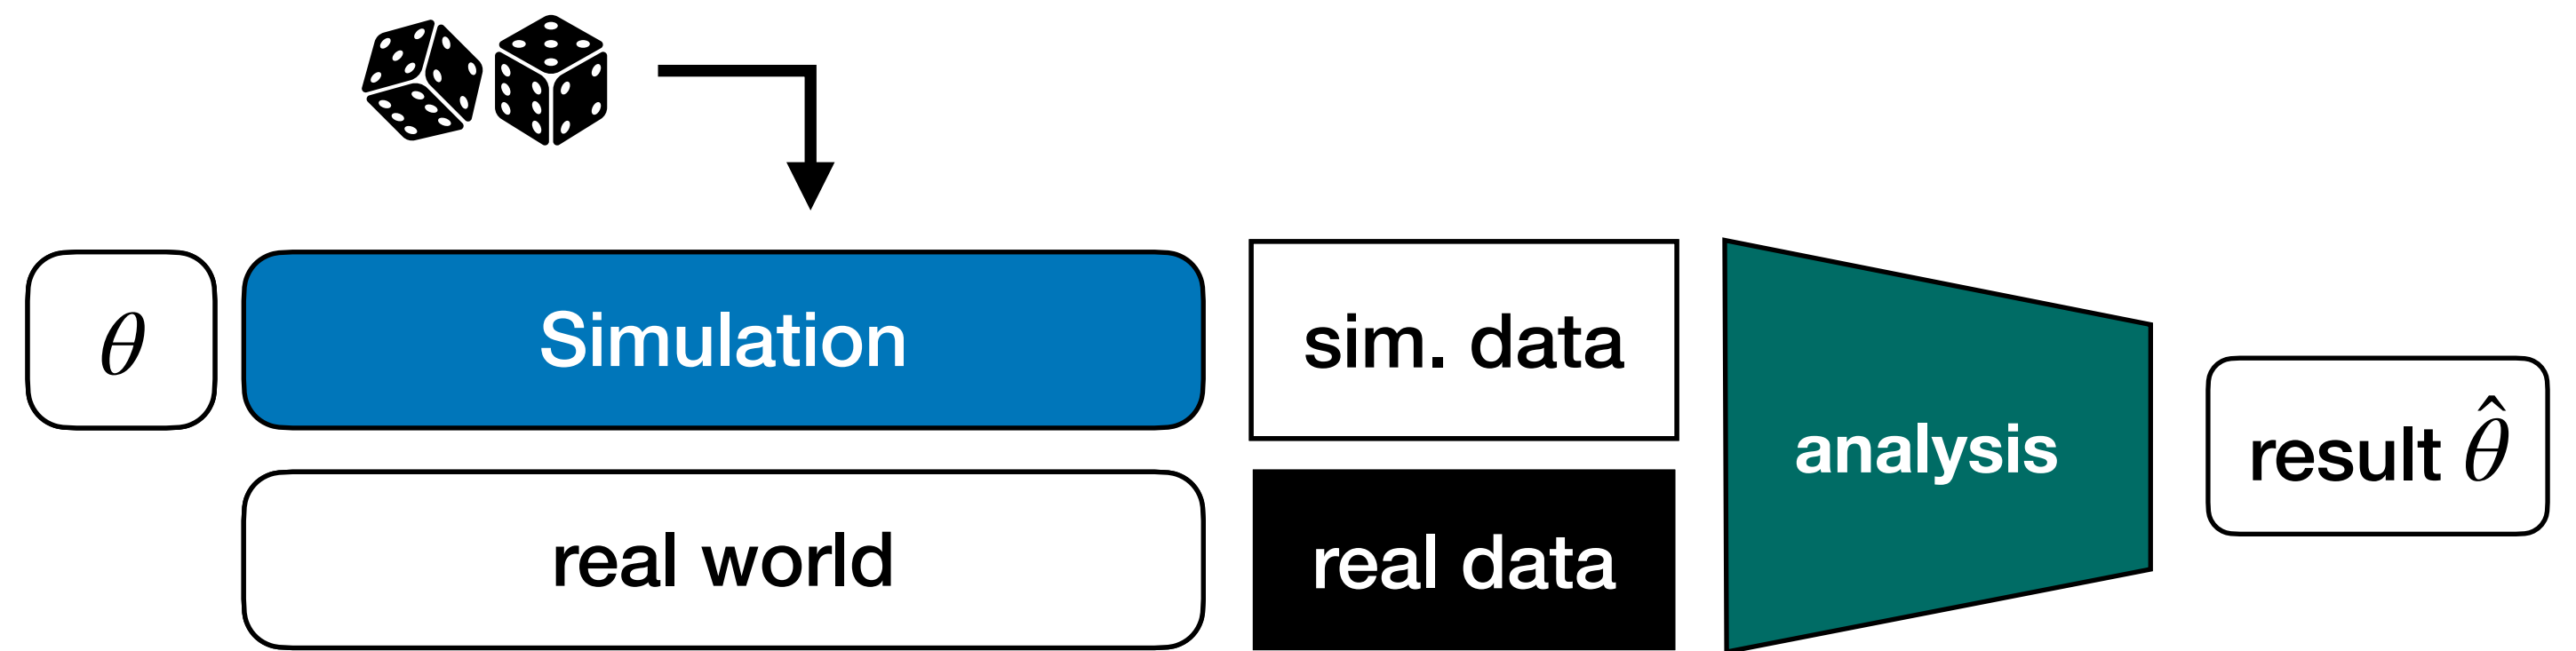 θ
Simulation
sim. data
real world
real data
analysis
result θ̂